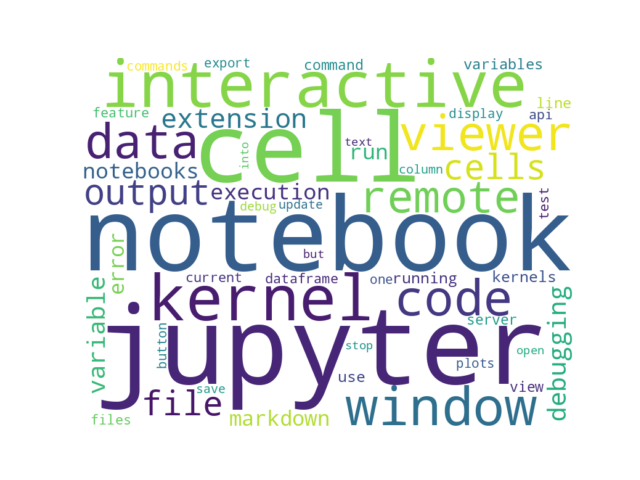 commands export command variables
interactive
feature extension display api line
data cell text viewer
into run column cells
notebooks
output execution remote
debug update test
notebook
but
error current dataframe one running kernels
variable kernel code debugging
jupyter
button server
stop open
plots
save use view
file window
files markdown